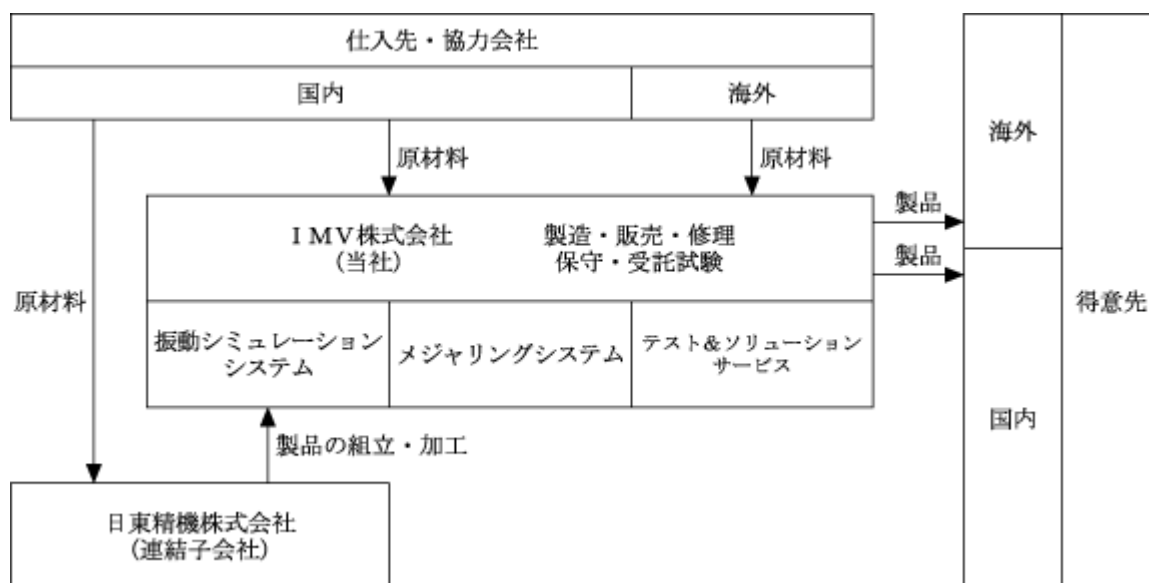 仕入先・協力会社
国内
海外
原材料
原材料
原材料
ＩＭＶ株式会社
(当社)
製造・販売・修理
保守・受託試験
振動シミュレーション
システム
メジャリングシステム
テスト＆ソリューション
サービス
製品の組立・加工
日東精機株式会社
(連結子会社)
製品
製品
海外
国内
得意先